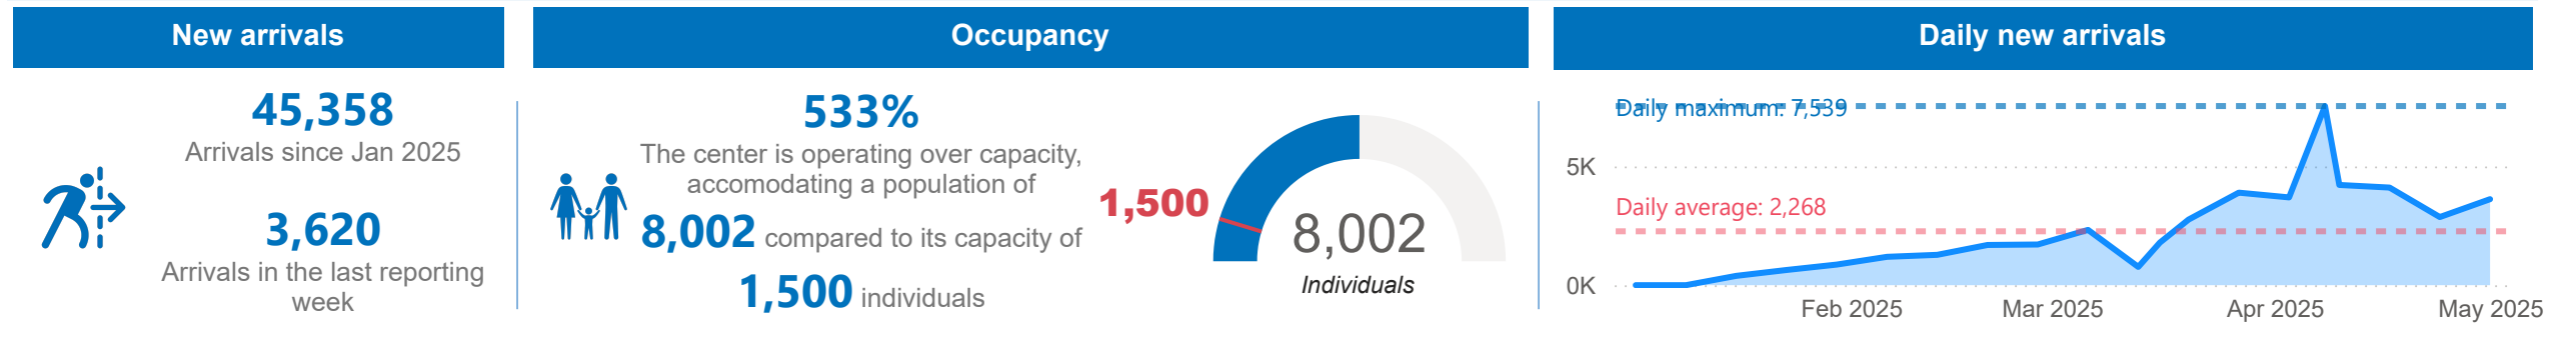 New arrivals
45,358
Arrivals since Jan 2025
3,620
Arrivals in the last reporting
week
Occupancy
533%
The center is operating over capacity,
accomodating a population of
8,002 compared to its capacity of
1,500 individuals
1,500
8,002
Individuals
Daily new arrivals
Daily maximum: 7,539
5K
Daily average: 2,268
0K
Feb 2025
Mar 2025
Apr 2025
May 2025